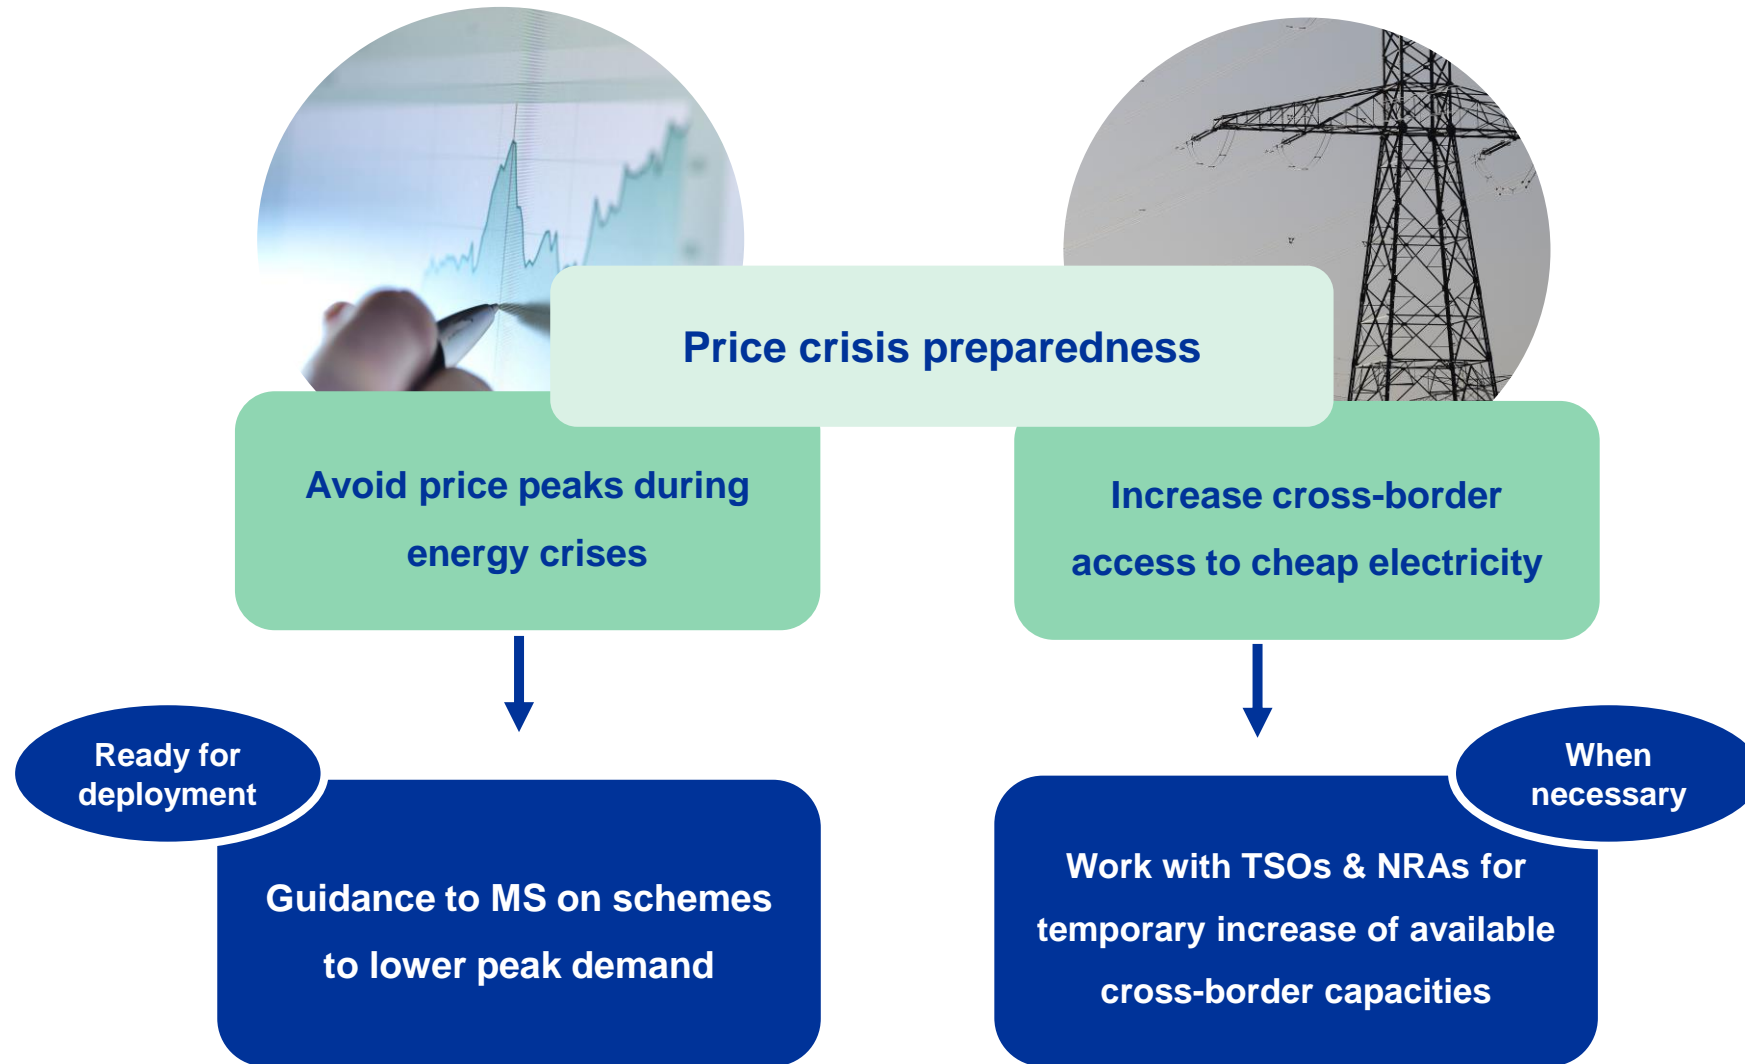 Price crisis preparedness
Avoid price peaks during
energy crises
Increase cross-border
access to cheap electricity
Ready for
deployment
Guidance to MS on schemes
to lower peak demand
When
necessary
Work with TSOs & NRAs for
temporary increase of available
cross-border capacities